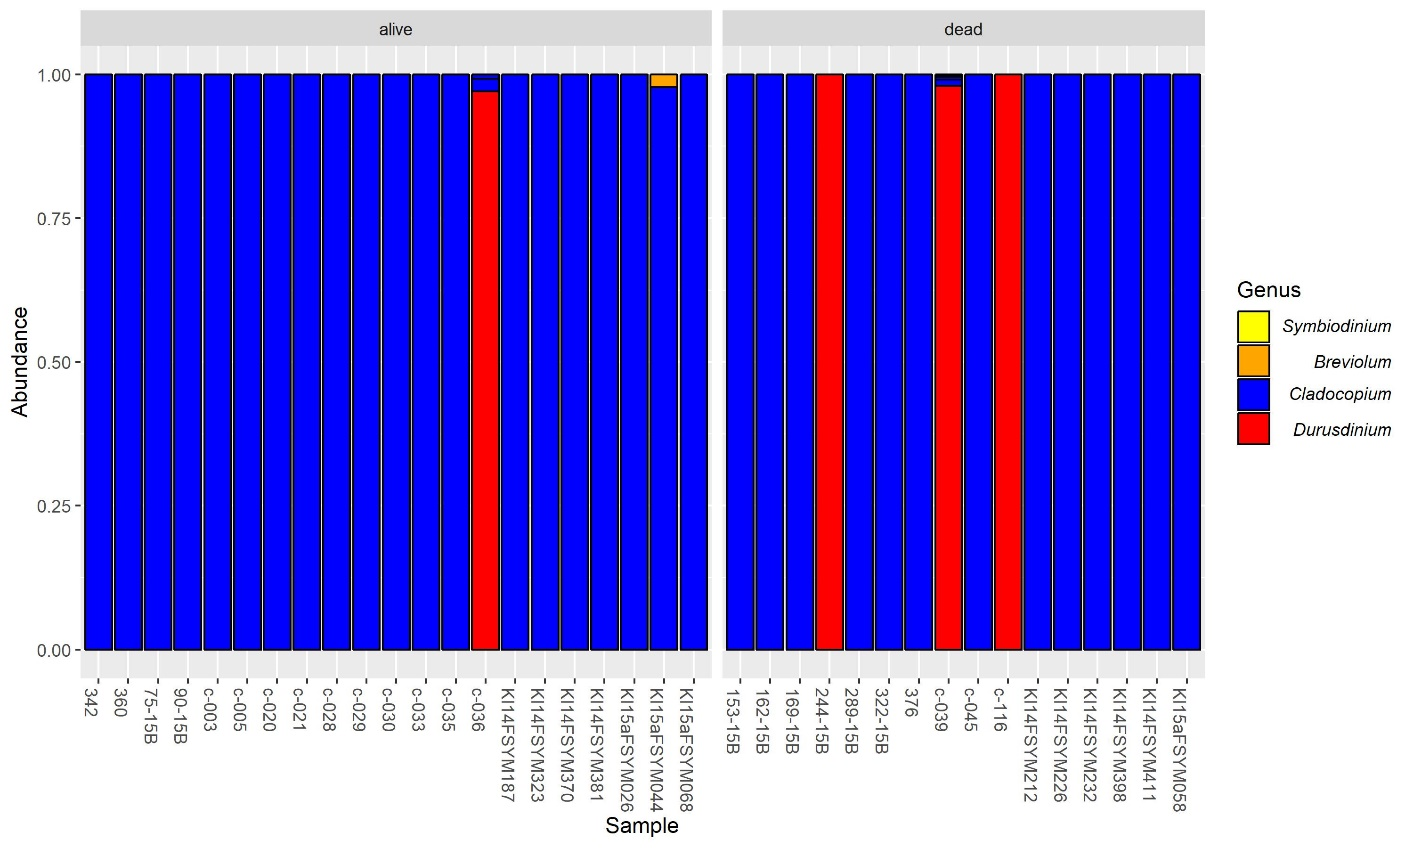 alive
dead
Abundance
1.00
0.75
0.50
0.25
0.00
342
360
75-15B
90-15B
c-003
c-005
c-020
c-021
c-028
c-029
c-030
c-033
c-035
c-036
KI14FSYM187
KI14FSYM323
KI14FSYM370
KI14FSYM381
KI15aFSYM026
KI15aFSYM044
KI15aFSYM068
153-15B
162-15B
169-15B
244-15B
289-15B
322-15B
376
c-039
c-045
c-116
KI14FSYM212
KI14FSYM226
KI14FSYM232
KI14FSYM398
KI14FSYM411
KI15aFSYM058
Sample
Genus
Symbiodinium
Breviolum
Cladocopium
Durusdinium